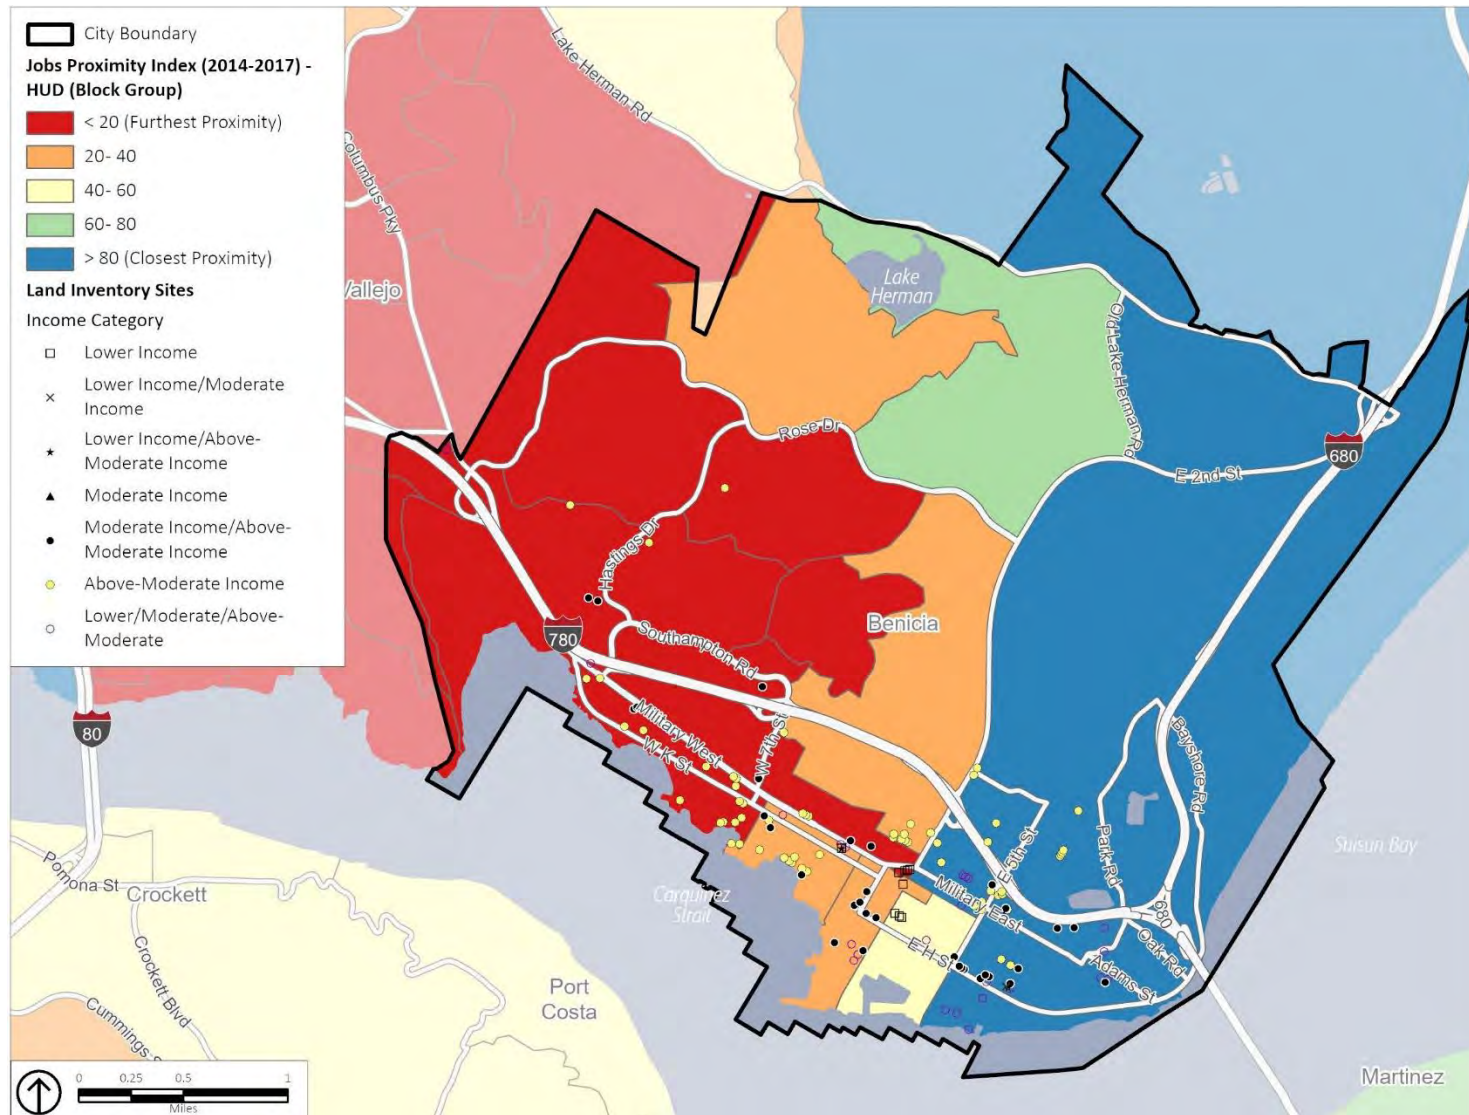 City Boundary
Jobs Proximity Index (2014-2017) -
HUD (Block Group)
< 20 (Furthest Proximity)
20- 40
40- 60
60- 80
> 80 (Closest Proximity)
Land Inventory Sites
Income Category
Lower Income
Lower Income/Moderate
Income
Lower Income/Above-
Moderate Income
Moderate Income
Moderate Income/Above-
Moderate Income
Above-Moderate Income
Lower/Moderate/Above-
Moderate
Lake Herman Rd
Columbus Pky
Vallejo
Lake
Herman
Old Lake Herman Rd
Rose Dr
E 2nd St
680
Hastings Dr
Benicia
780
Southampton Rd
80
Military West
W K St
W 7th St
Bayshore Rd
Park Rd
E 5th St
Suisun Bay
Pomona St
Crockett
Carquinez
Strait
Military East
680
Oak Rd
E H St
Adams St
Crockett Blvd
Port
Costa
Cummings S
Martinez
0 0.25 0.5 1
Miles